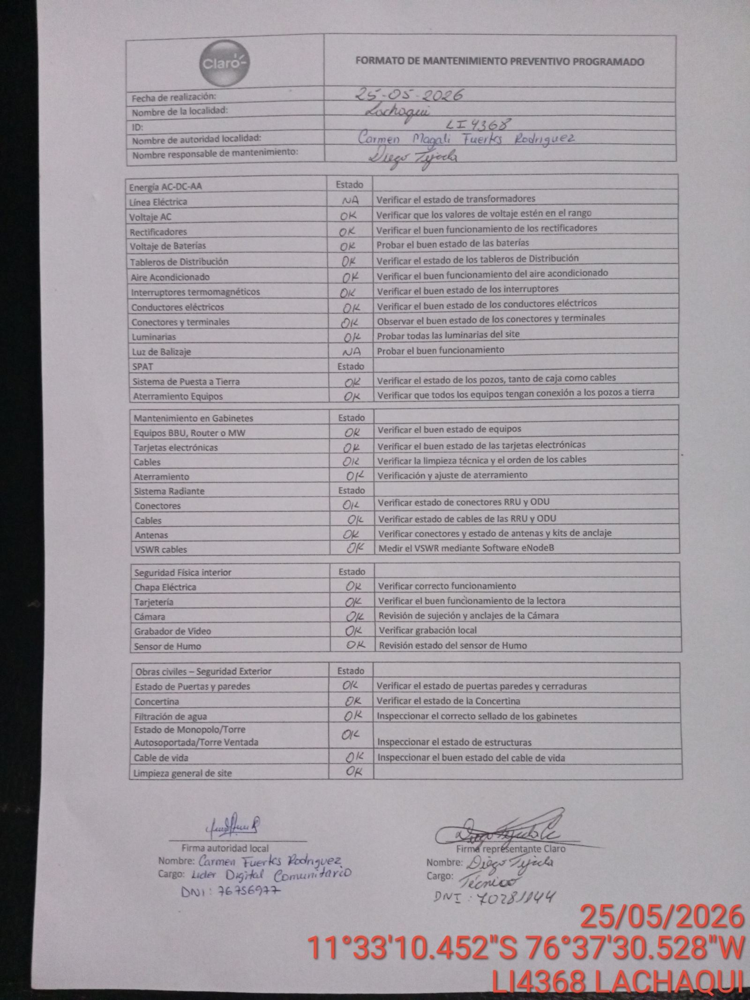 Claro
FORMATO DE MANTENIMIENTO PREVENTIVO PROGRAMADO
Fecha de realización: 25-05-2026
Nombre de la localidad: Lachaqui
ID: LI4368
Nombre de autoridad localidad: Carmen Magali Fuertes Rodriguez
Nombre responsable de mantenimiento: Diego Tejeda
Energía AC-DC-AA Estado
Línea Eléctrica NA Verificar el estado de transformadores
Voltaje AC OK Verificar que los valores de voltaje estén en el rango
Rectificadores OK Verificar el buen funcionamiento de los rectificadores
Voltaje de Baterías OK Probar el buen estado de las baterías
Tableros de Distribución OK Verificar el estado de los tableros de Distribución
Aire Acondicionado OK Verificar el buen funcionamiento del aire acondicionado
Interruptores termomagnéticos OK Verificar el buen estado de los interruptores
Conductores eléctricos OK Verificar el buen estado de los conductores eléctricos
Conectores y terminales OK Observar el buen estado de los conectores y terminales
Luminarias OK Probar todas las luminarias del site
Luz de Balizaje NA Probar el buen funcionamiento
SPAT Estado
Sistema de Puesta a Tierra OK Verificar el estado de los pozos, tanto de caja como cables
Aterramiento Equipos OK Verificar que todos los equipos tengan conexión a los pozos a tierra
Mantenimiento en Gabinetes Estado
Equipos BBU, Router o MW OK Verificar el buen estado de equipos
Tarjetas electrónicas OK Verificar el buen estado de las tarjetas electrónicas
Cables OK Verificar la limpieza técnica y el orden de los cables
Aterramiento OK Verificación y ajuste de aterramiento
Sistema Radiante Estado
Conectores OK Verificar estado de conectores RRU y ODU
Cables OK Verificar estado de cables de las RRU y ODU
Antenas OK Verificar conectores y estado de antenas y kits de anclaje
VSWR cables OK Medir el VSWR mediante Software eNodeB
Seguridad Física interior Estado
Chapa Eléctrica OK Verificar correcto funcionamiento
Tarjetería OK Verificar el buen funcionamiento de la lectora
Cámara OK Revisión de sujeción y anclajes de la Cámara
Grabador de Video OK Verificar grabación local
Sensor de Humo OK Revisión estado del sensor de Humo
Obras civiles – Seguridad Exterior Estado
Estado de Puertas y paredes OK Verificar el estado de puertas paredes y cerraduras
Concertina OK Verificar el estado de la Concertina
Filtración de agua OK Inspeccionar el correcto sellado de los gabinetes
Estado de Monopolo/Torre
Autosoportada/Torre Ventada OK Inspeccionar el estado de estructuras
Cable de vida OK Inspeccionar el buen estado del cable de vida
Limpieza general de site OK
Firma autoridad local
Nombre: Carmen Fuertes Rodriguez
Cargo: Lider Digital Comunitario
DNI: 76756977
Firma representante Claro
Nombre: Diego Tejeda
Cargo: Técnico
DNI: 70281144
25/05/2026
11°33'10.452"S 76°37'30.528"W
LI4368 LACHAQUI